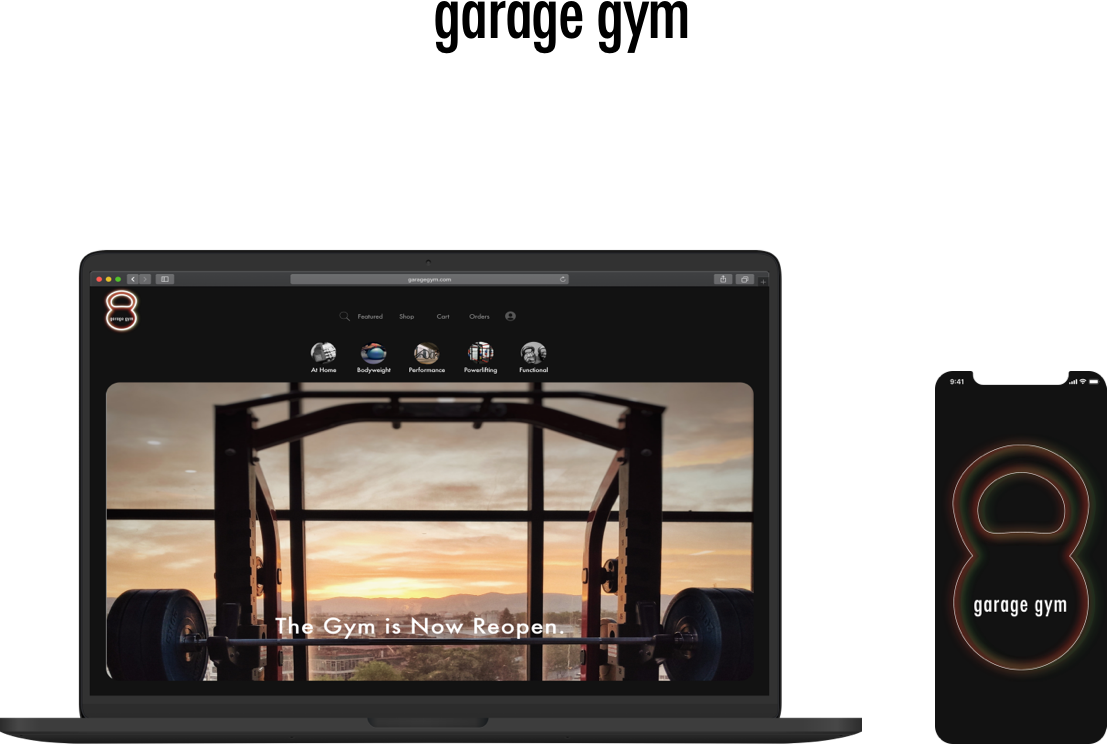 garage gym
garagegym.com
garage gym
Featured Shop Cart Orders
At Home Bodyweight Performance Powerlifting Functional
The Gym is Now Reopen.
9:41
garage gym